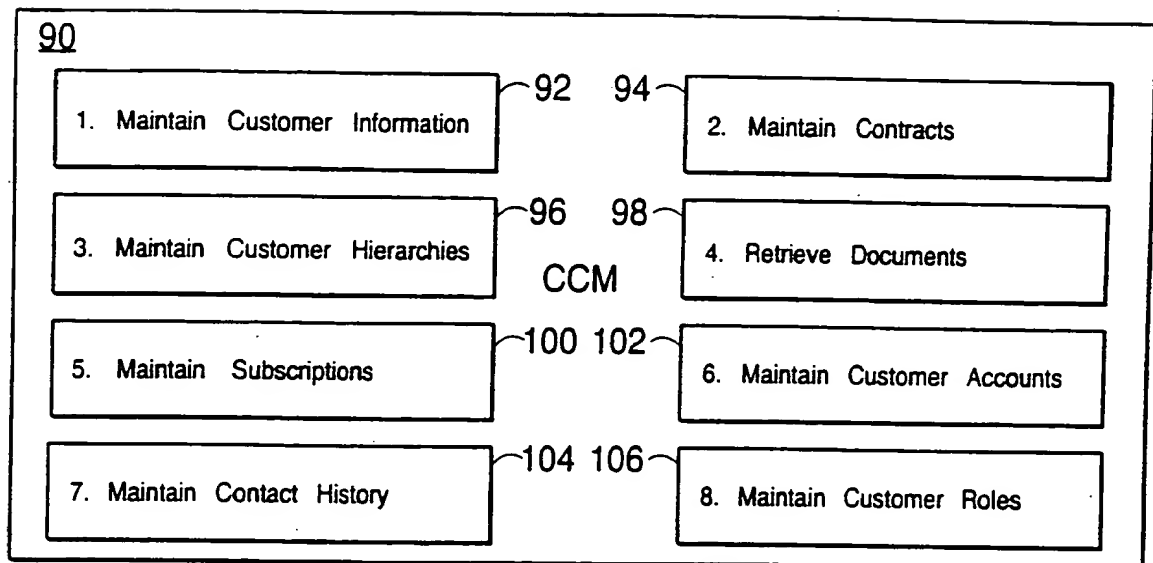 90
92 94
1. Maintain Customer Information
2. Maintain Contracts
96 98
3. Maintain Customer Hierarchies
4. Retrieve Documents
CCM
100 102
5. Maintain Subscriptions
6. Maintain Customer Accounts
104 106
7. Maintain Contact History
8. Maintain Customer Roles